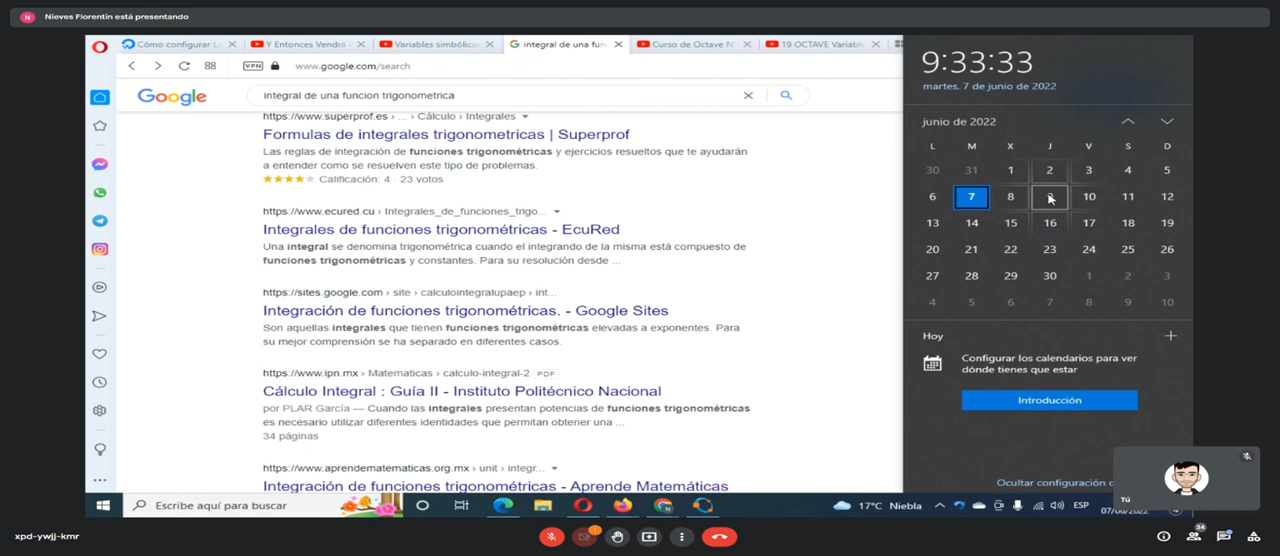 N Nieves Florentín está presentando
Cómo configurar La
Y Entonces Vendrá
Variables simbólica
integral de una fun
Curso de Octave N
19 OCTAVE Variable
VPN www.google.com/search
Google integral de una funcion trigonometrica
https://www.superprof.es › ... › Cálculo › Integrales
Formulas de integrales trigonometricas | Superprof
Las reglas de integración de funciones trigonométricas y ejercicios resueltos que te ayudarán
a entender como se resuelven este tipo de problemas.
Calificación: 4 · 23 votos
https://www.ecured.cu › Integrales_de_funciones_trigo...
Integrales de funciones trigonométricas - EcuRed
Una integral se denomina trigonométrica cuando el integrando de la misma está compuesto de
funciones trigonométricas y constantes. Para su resolución desde ...
https://sites.google.com › site › calculointegralupaep › int...
Integración de funciones trigonométricas. - Google Sites
Son aquellas integrales que tienen funciones trigonométricas elevadas a exponentes. Para
su mejor comprensión se ha separado en diferentes casos.
https://www.ipn.mx › Matematicas › calculo-integral-2 PDF
Cálculo Integral : Guía II - Instituto Politécnico Nacional
por PLAR García — Cuando las integrales presentan potencias de funciones trigonométricas
es necesario utilizar diferentes identidades que permitan obtener una ...
34 páginas
https://www.aprendematematicas.org.mx › unit › integr...
Integración de funciones trigonométricas - Aprende Matemáticas
9:33:33
martes, 7 de junio de 2022
junio de 2022
L M X J V S D
30 31 1 2 3 4 5
6 7 8 9 10 11 12
13 14 15 16 17 18 19
20 21 22 23 24 25 26
27 28 29 30 1 2 3
4 5 6 7 8 9 10
Hoy
Configurar los calendarios para ver
dónde tienes que estar
Introducción
Ocultar configuración
Tú
Escribe aquí para buscar
17°C Niebla
ESP
07/06/2022
xpd-ywjj-kmr
1
34